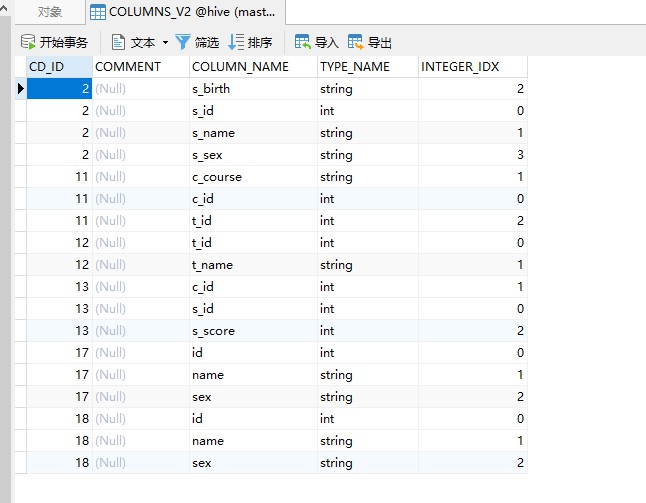 对象 COLUMNS_V2 @hive (mast...
开始事务 文本 筛选 排序 导入 导出
CD_ID COMMENT COLUMN_NAME TYPE_NAME INTEGER_IDX
2 (Null) s_birth string 2
2 (Null) s_id int 0
2 (Null) s_name string 1
2 (Null) s_sex string 3
11 (Null) c_course string 1
11 (Null) c_id int 0
11 (Null) t_id int 2
12 (Null) t_id int 0
12 (Null) t_name string 1
13 (Null) c_id int 1
13 (Null) s_id int 0
13 (Null) s_score int 2
17 (Null) id int 0
17 (Null) name string 1
17 (Null) sex string 2
18 (Null) id int 0
18 (Null) name string 1
18 (Null) sex string 2